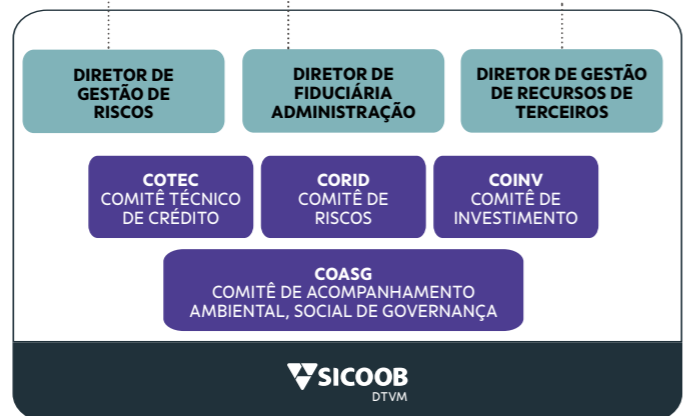 DIRETOR DE
GESTÃO DE
RISCOS
DIRETOR DE
FIDUCIÁRIA
ADMINISTRAÇÃO
DIRETOR DE GESTÃO
DE RECURSOS DE
TERCEIROS
COTEC
COMITÊ TÉCNICO
DE CRÉDITO
CORID
COMITÊ DE
RISCOS
COINV
COMITÊ DE
INVESTIMENTO
COASG
COMITÊ DE ACOMPANHAMENTO
AMBIENTAL, SOCIAL DE GOVERNANÇA
SICOOB
DTVM